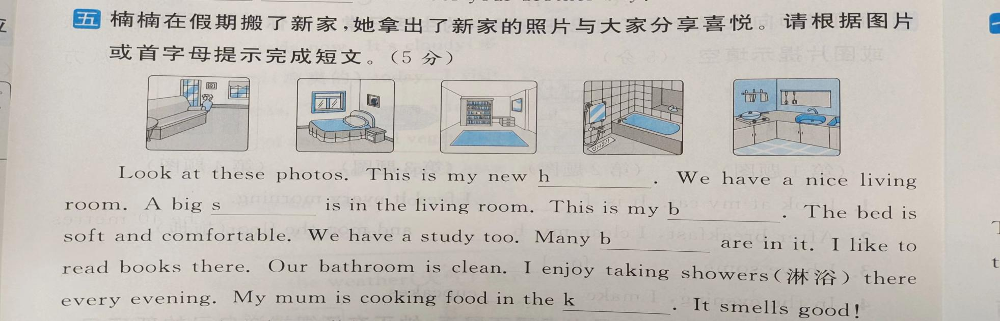 五 楠楠在假期搬了新家,她拿出了新家的照片与大家分享喜悦。请根据图片
或首字母提示完成短文。(5 分)
Look at these photos. This is my new h______. We have a nice living
room. A big s______ is in the living room. This is my b______. The bed is
soft and comfortable. We have a study too. Many b______ are in it. I like to
read books there. Our bathroom is clean. I enjoy taking showers(淋浴) there
every evening. My mum is cooking food in the k______. It smells good!